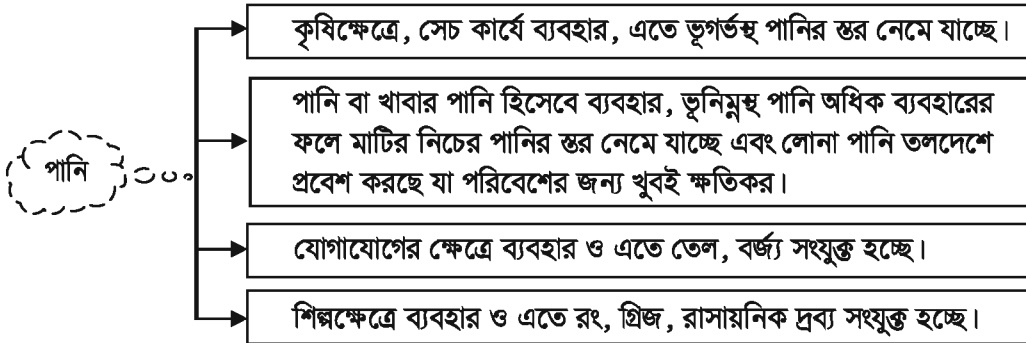 কৃষিক্ষেত্রে, সেচ কার্যে ব্যবহার, এতে ভূগর্ভস্থ পানির স্তর নেমে যাচ্ছে।
পানি বা খাবার পানি হিসেবে ব্যবহার, ভূনিম্নস্থ পানি অধিক ব্যবহারের
ফলে মাটির নিচের পানির স্তর নেমে যাচ্ছে এবং লোনা পানি তলদেশে
প্রবেশ করছে যা পরিবেশের জন্য খুবই ক্ষতিকর।
পানি
যোগাযোগের ক্ষেত্রে ব্যবহার ও এতে তেল, বর্জ্য সংযুক্ত হচ্ছে।
শিল্পক্ষেত্রে ব্যবহার ও এতে রং, গ্রিজ, রাসায়নিক দ্রব্য সংযুক্ত হচ্ছে।